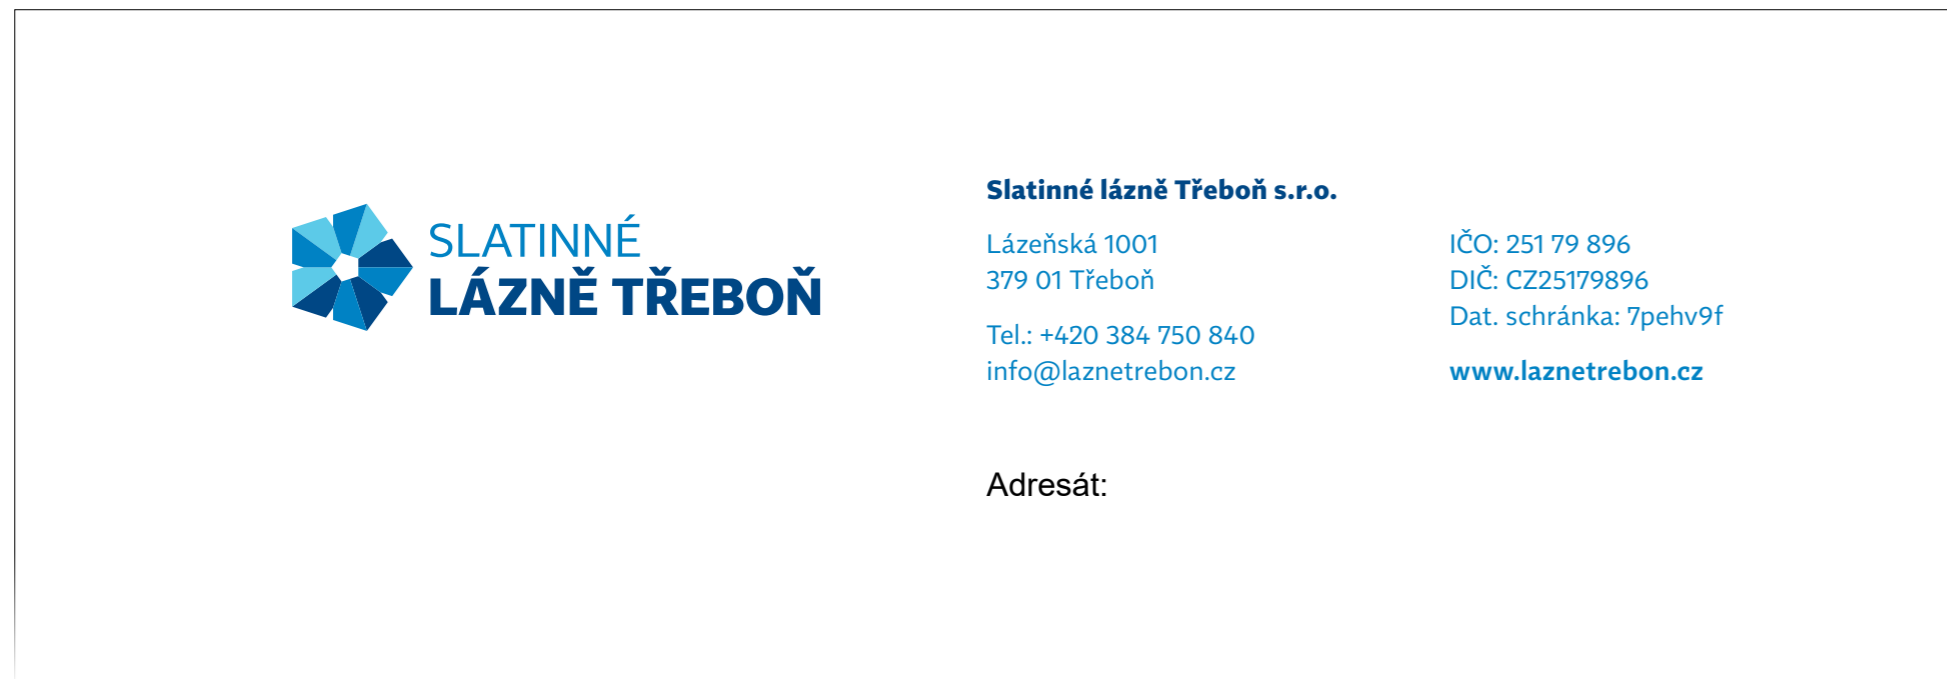 SLATINNÉ
LÁZNĚ TŘEBOŇ
Slatinné lázně Třeboň s.r.o.
Lázeňská 1001
379 01 Třeboň
Tel.: +420 384 750 840
info@laznetrebon.cz
IČO: 251 79 896
DIČ: CZ25179896
Dat. schránka: 7pehv9f
www.laznetrebon.cz
Adresát: